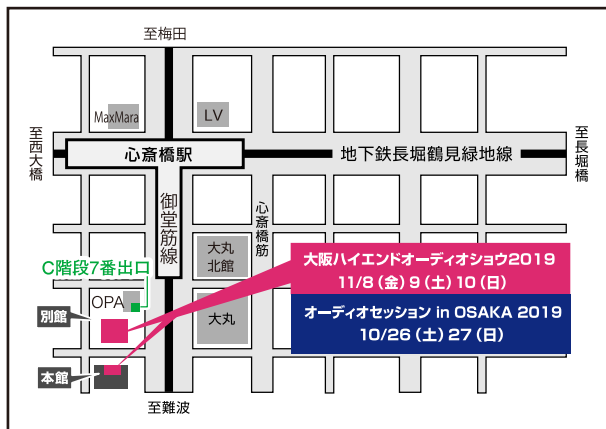 至梅田
MaxMara
LV
至西大橋
心斎橋駅
地下鉄長堀鶴見緑地線
至長堀橋
御堂筋線
心斎橋筋
大丸
北館
C階段7番出口
OPA
別館
大丸
大阪ハイエンドオーディオショウ2019
11/8(金)9(土)10(日)
オーディオセッション in OSAKA 2019
10/26(土)27(日)
本館
至難波